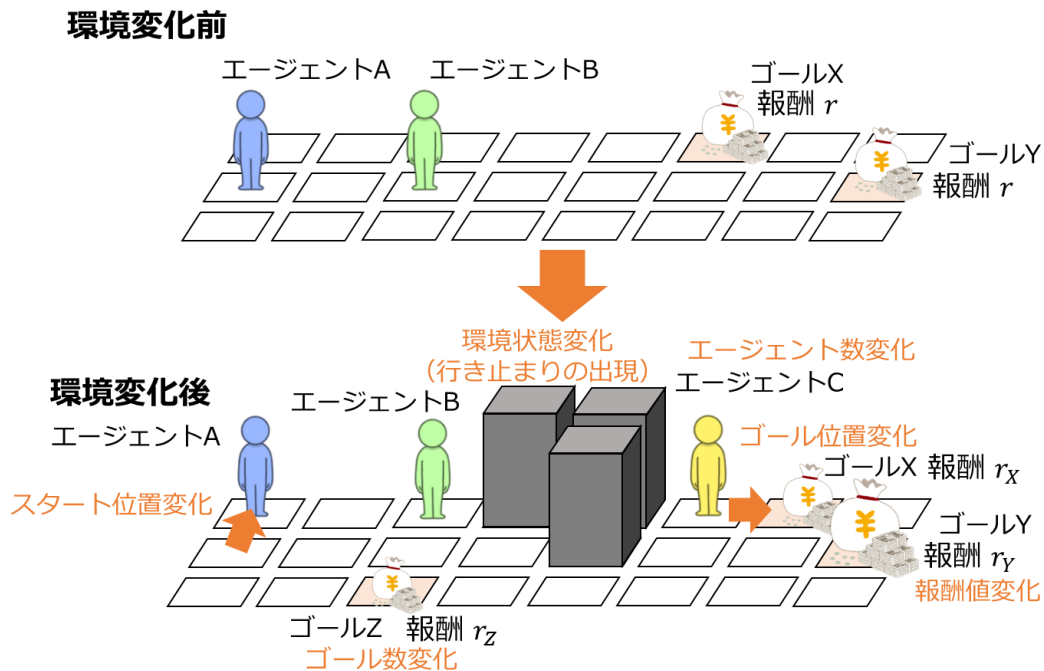 環境変化前
エージェントA
エージェントB
ゴールX
報酬 r
ゴールY
報酬 r
¥
¥
環境状態変化
（行き止まりの出現）
エージェント数変化
環境変化後
エージェントA
エージェントB
エージェントC
ゴール位置変化
ゴールX 報酬 r_X
スタート位置変化
¥
¥
ゴールY
報酬 r_Y
報酬値変化
¥
ゴールZ 報酬 r_Z
ゴール数変化